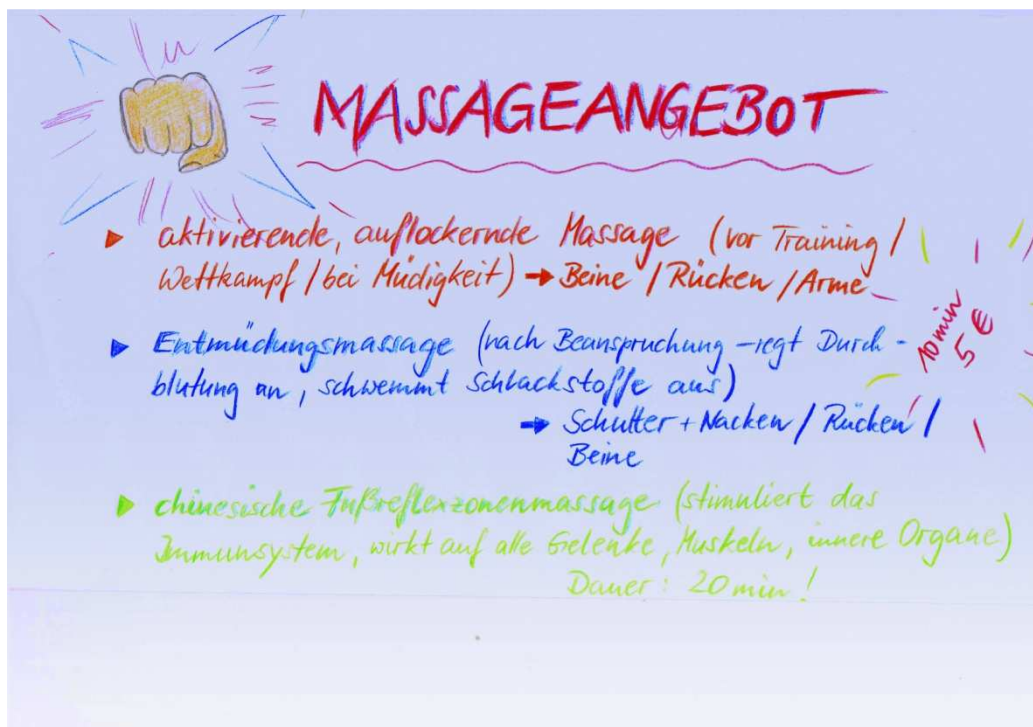 MASSAGEANGEBOT
▸ aktivierende, auflockernde Massage (vor Training /
Wettkampf / bei Müdigkeit) → Beine / Rücken / Arme
▸ Entmüdungsmassage (nach Beanspruchung – regt Durch-
blutung an, schwemmt Schlackstoffe aus)
→ Schulter + Nacken / Rücken /
Beine
10 min
5 €
▸ chinesische Fußreflexzonenmassage (stimuliert das
Immunsystem, wirkt auf alle Gelenke, Muskeln, innere Organe)
Dauer: 20 min!